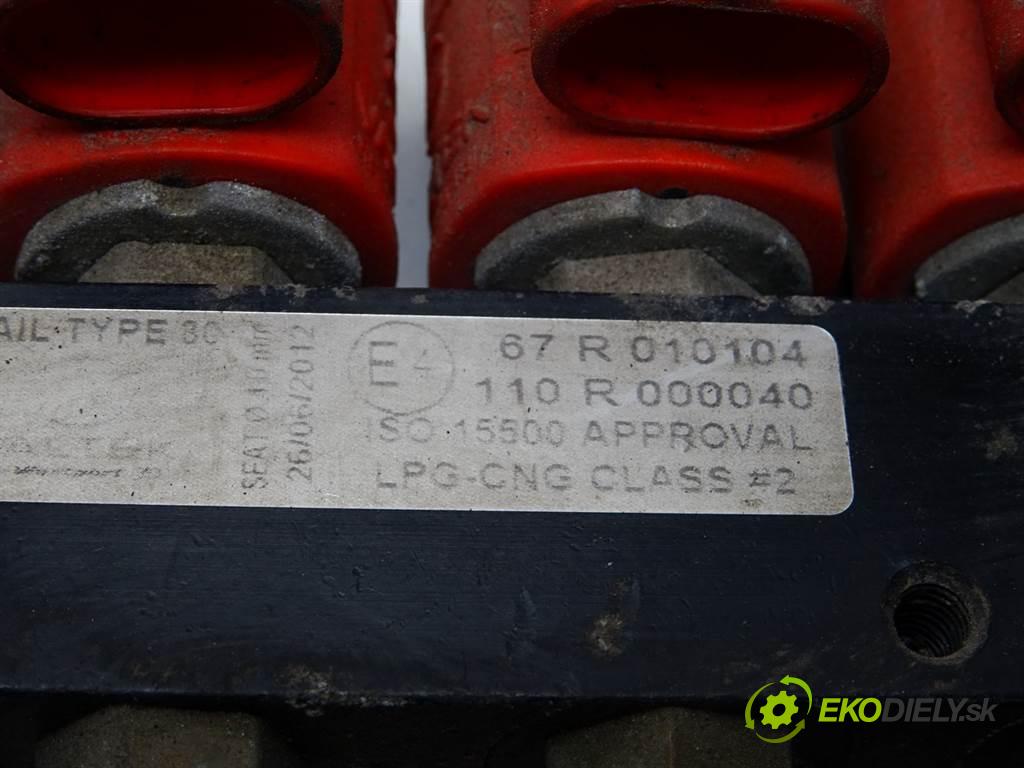 AIL TYPE 30
SEAT Ø
26/06/2012
E4
67 R 010104
110 R 000040
ISO 15500 APPROVAL
LPG-CNG CLASS #2
EKODIELY.sk